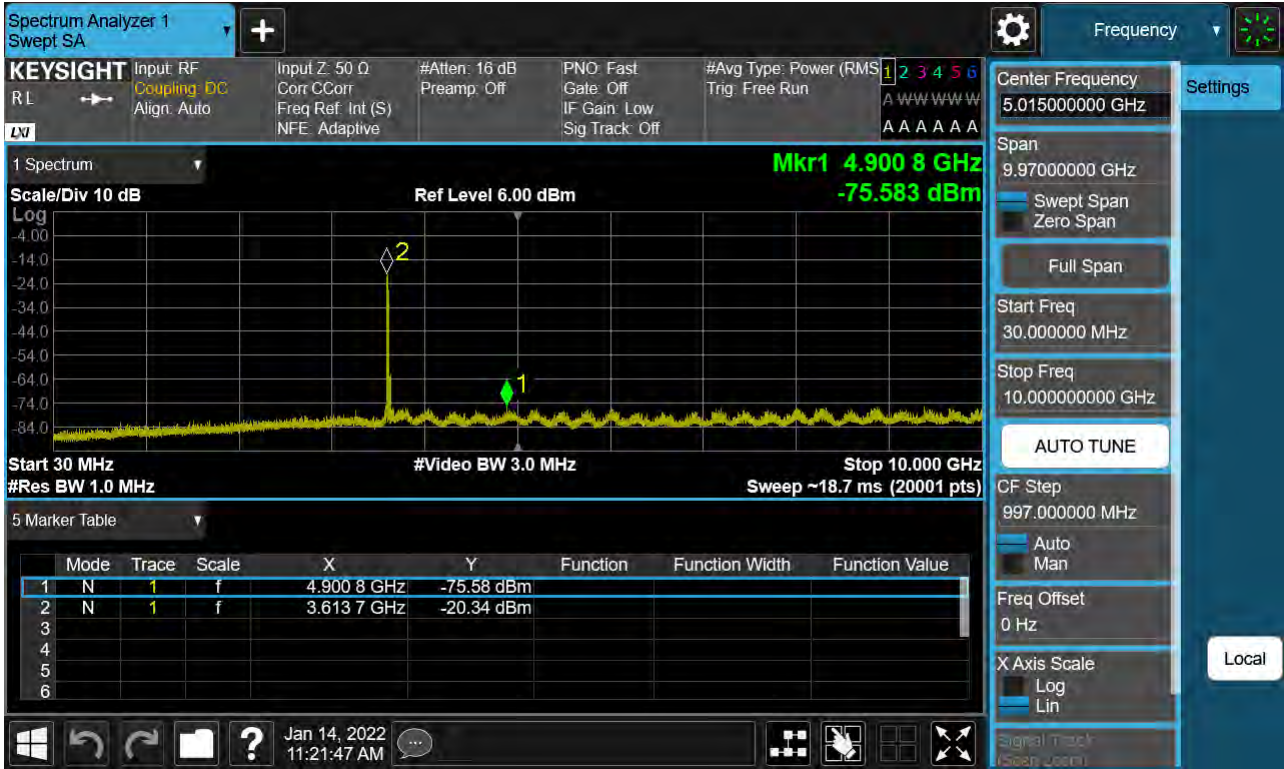 Spectrum Analyzer 1
Swept SA
+
Frequency
KEYSIGHT
RL
LXI
Input: RF
Coupling: DC
Align: Auto
Input Z: 50 Ω
Corr CCorr
Freq Ref: Int (S)
NFE: Adaptive
#Atten: 16 dB
Preamp: Off
PNO: Fast
Gate: Off
IF Gain: Low
Sig Track: Off
#Avg Type: Power (RMS
Trig: Free Run
1 2 3 4 5 6
A W W W W W
A A A A A A
1 Spectrum
Mkr1 4.900 8 GHz
-75.583 dBm
Scale/Div 10 dB
Ref Level 6.00 dBm
Log
-4.00
-14.0
-24.0
-34.0
-44.0
-54.0
-64.0
-74.0
-84.0
2
1
Start 30 MHz
#Video BW 3.0 MHz
Stop 10.000 GHz
#Res BW 1.0 MHz
Sweep ~18.7 ms (20001 pts)
5 Marker Table
Mode Trace Scale X Y Function Function Width Function Value
1 N 1 f 4.900 8 GHz -75.58 dBm
2 N 1 f 3.613 7 GHz -20.34 dBm
3
4
5
6
?
Jan 14, 2022
11:21:47 AM
Center Frequency
5.015000000 GHz
Settings
Span
9.97000000 GHz
Swept Span
Zero Span
Full Span
Start Freq
30.000000 MHz
Stop Freq
10.000000000 GHz
AUTO TUNE
CF Step
997.000000 MHz
Auto
Man
Freq Offset
0 Hz
X Axis Scale
Log
Lin
Local
Signal Track
(Span Zoom)